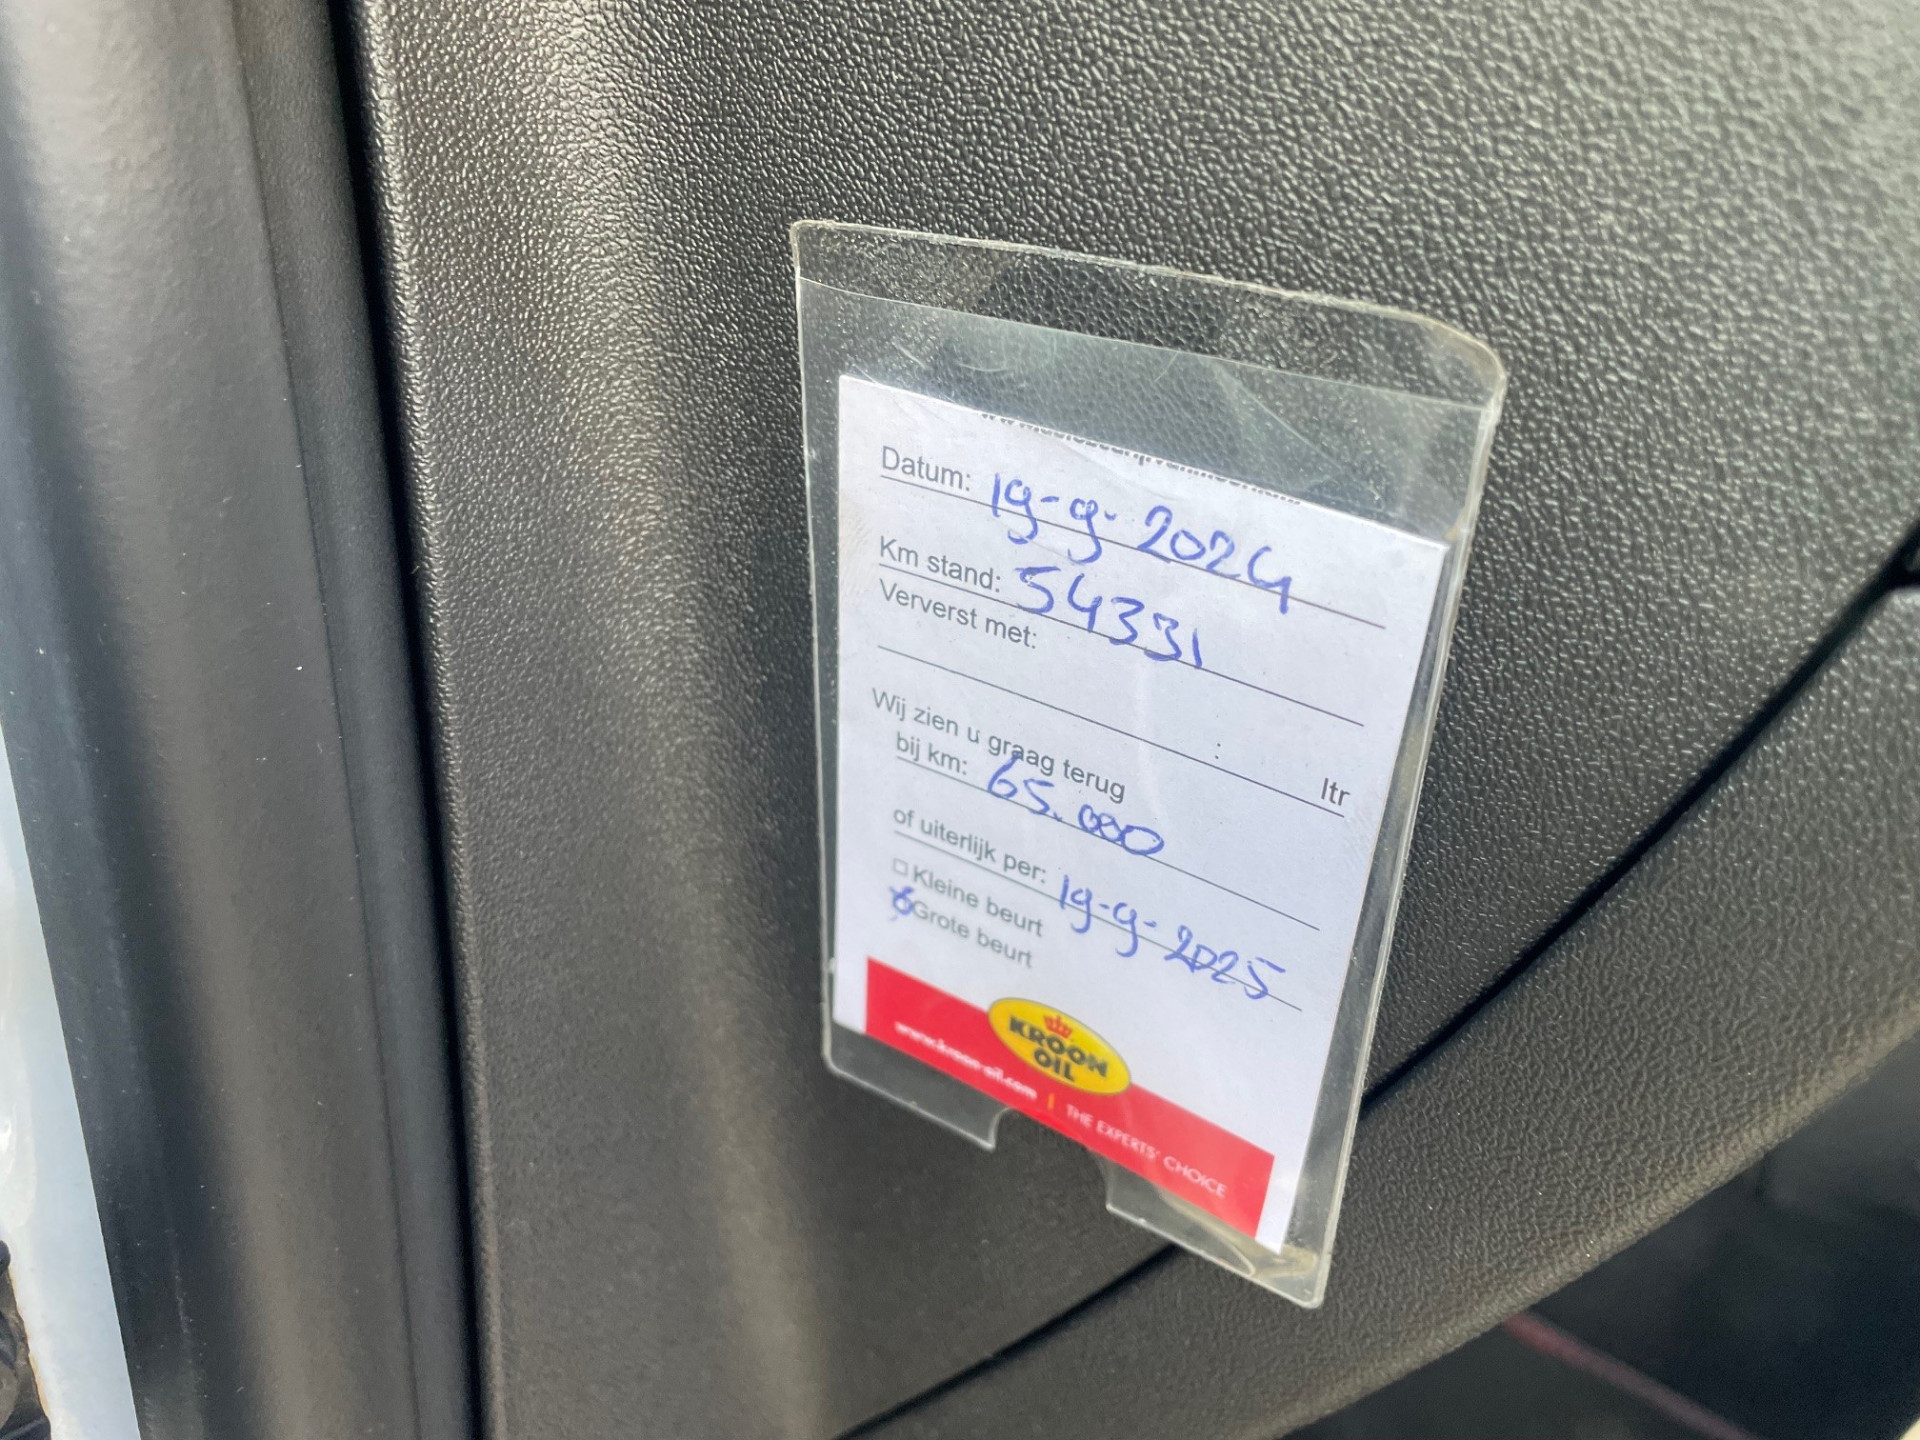 Datum: 19-9-2024
Km stand: 54331
Ververst met:
: ltr
Wij zien u graag terug
bij km: 65.000
of uiterlijk per: 19-9-2025
Kleine beurt
Grote beurt
KROON
OIL
www.kroon-oil.com | THE EXPERTS' CHOICE